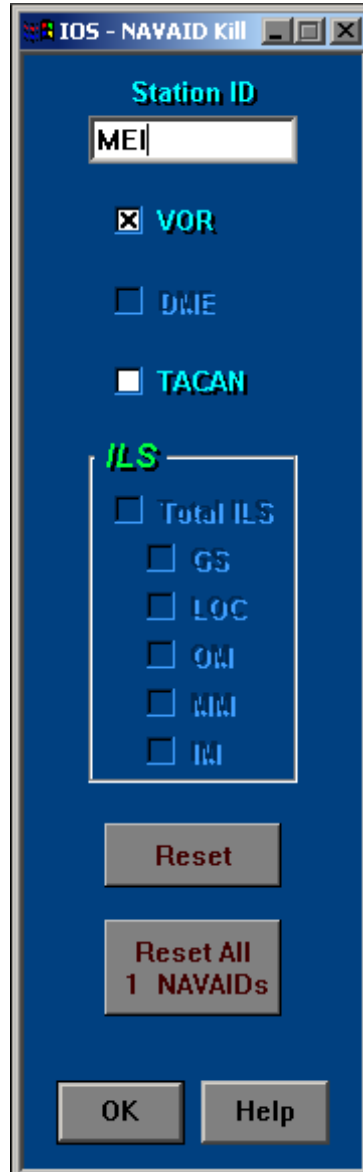 IOS - NAVAID Kill
Station ID
MEI
VOR
DME
TACAN
ILS
Total ILS
GS
LOC
OM
MM
IM
Reset
Reset All
1 NAVAIDs
OK
Help